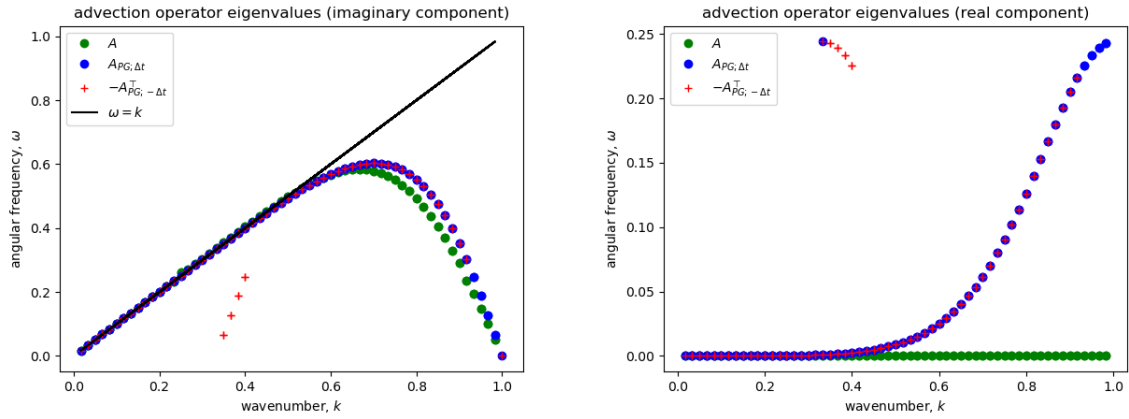 advection operator eigenvalues (imaginary component)
1.0
0.8
0.6
0.4
0.2
0.0
angular frequency, ω
A
A_{PG; Δt}
−A^⊤_{PG; −Δt}
ω = k
0.0 0.2 0.4 0.6 0.8 1.0
wavenumber, k
advection operator eigenvalues (real component)
0.25
0.20
0.15
0.10
0.05
0.00
angular frequency, ω
A
A_{PG; Δt}
−A^⊤_{PG; −Δt}
0.0 0.2 0.4 0.6 0.8 1.0
wavenumber, k